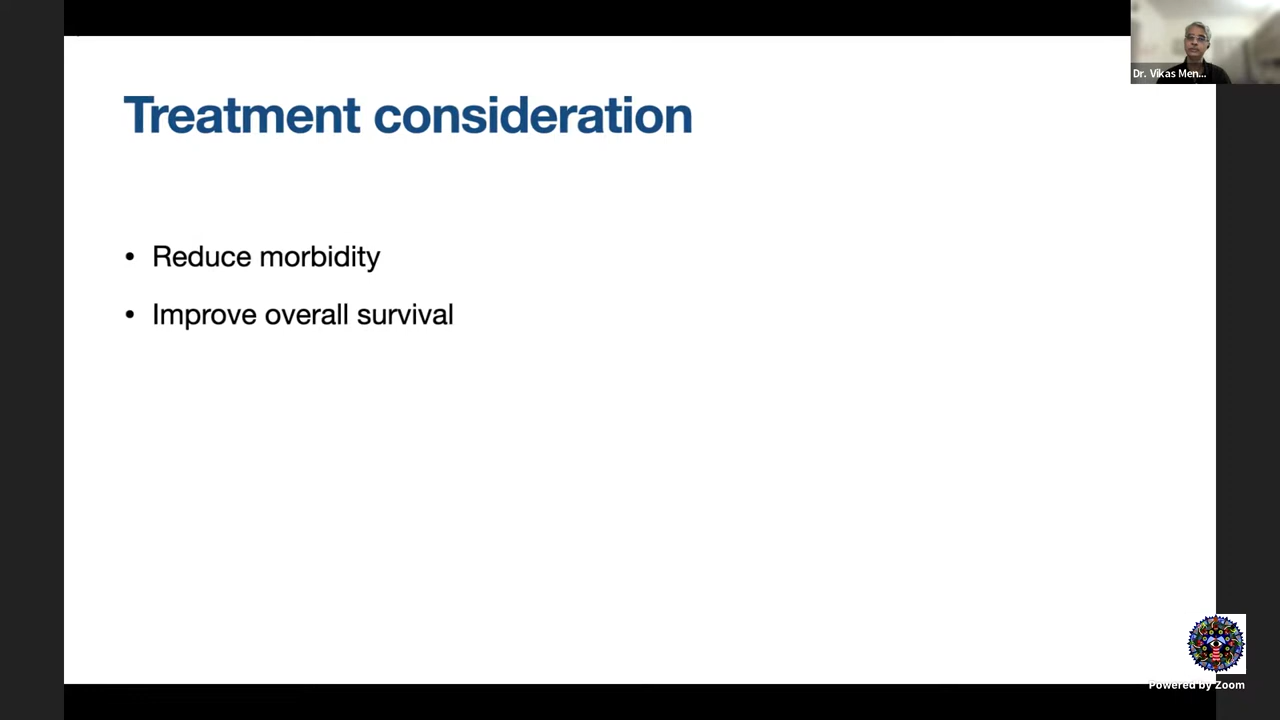 Dr. Vikas Men...
Treatment consideration
• Reduce morbidity
• Improve overall survival
Powered by Zoom